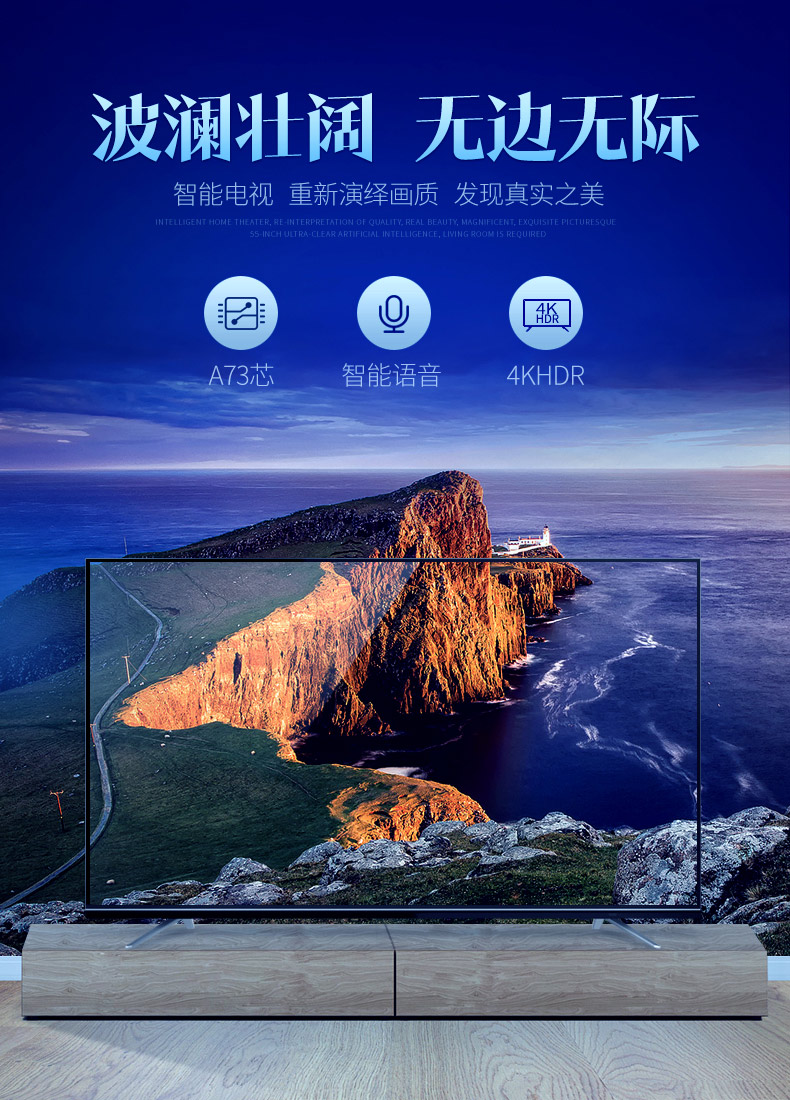 波澜壮阔 无边无际
智能电视 重新演绎画质 发现真实之美
INTELLIGENT HOME THEATER, RE-INTERPRETATION OF QUALITY, REAL BEAUTY, MAGNIFICENT, EXQUISITE PICTURESQUE
55-INCH ULTRA-CLEAR ARTIFICIAL INTELLIGENCE, LIVING ROOM IS REQUIRED
4K
HDR
A73芯 智能语音 4KHDR